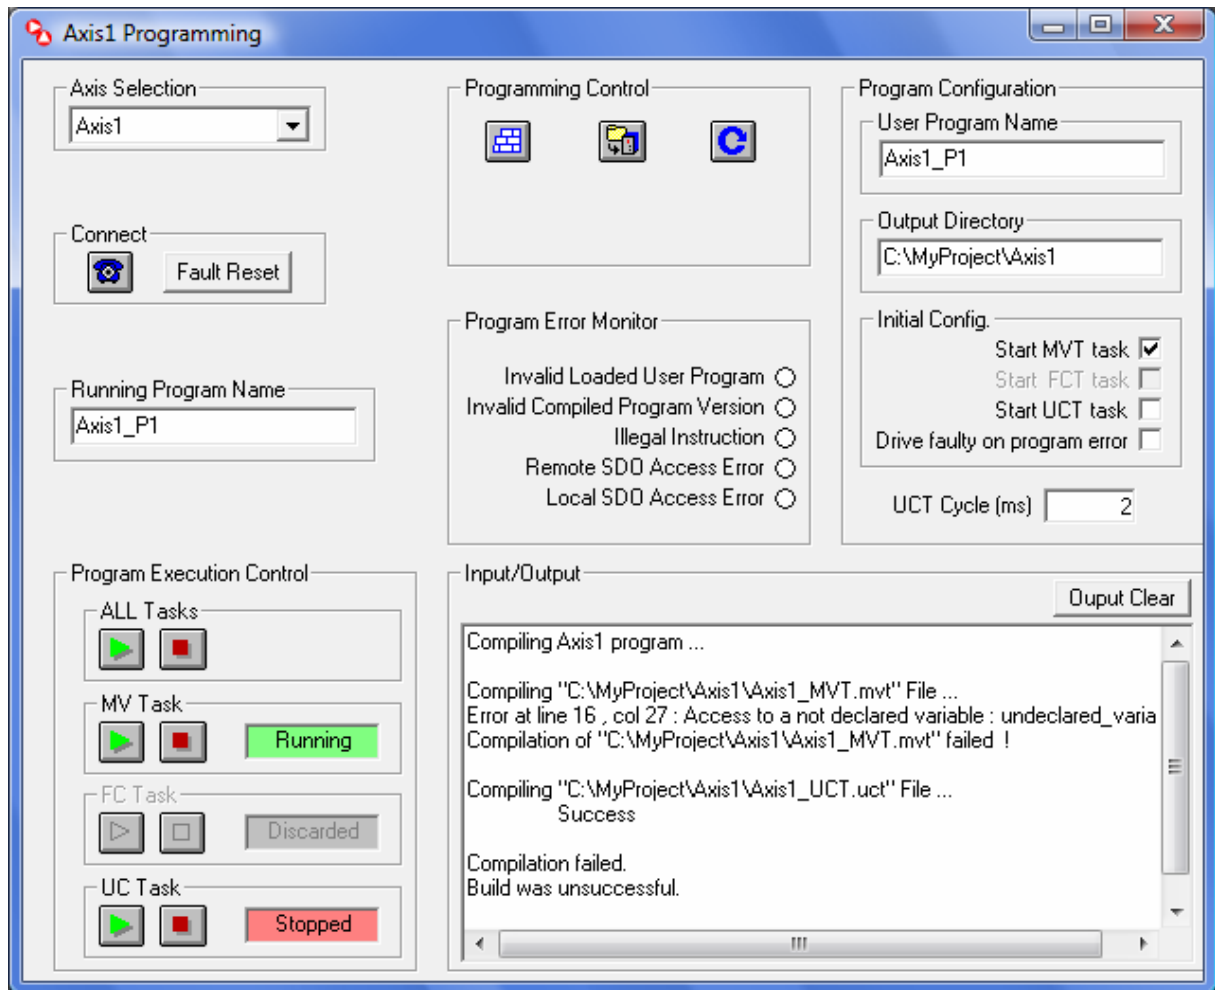 Axis1 Programming
Axis Selection
Axis1
Connect
Fault Reset
Running Program Name
Axis1_P1
Programming Control
Program Error Monitor
Invalid Loaded User Program
Invalid Compiled Program Version
Illegal Instruction
Remote SDO Access Error
Local SDO Access Error
Program Configuration
User Program Name
Axis1_P1
Output Directory
C:\MyProject\Axis1
Initial Config.
Start MVT task
Start FCT task
Start UCT task
Drive faulty on program error
UCT Cycle (ms) 2
Program Execution Control
ALL Tasks
MV Task
Running
FC Task
Discarded
UC Task
Stopped
Input/Output
Ouput Clear
Compiling Axis1 program ...
Compiling "C:\MyProject\Axis1\Axis1_MVT.mvt" File ...
Error at line 16 , col 27 : Access to a not declared variable : undeclared_varia
Compilation of "C:\MyProject\Axis1\Axis1_MVT.mvt" failed !
Compiling "C:\MyProject\Axis1\Axis1_UCT.uct" File ...
Success
Compilation failed.
Build was unsuccessful.